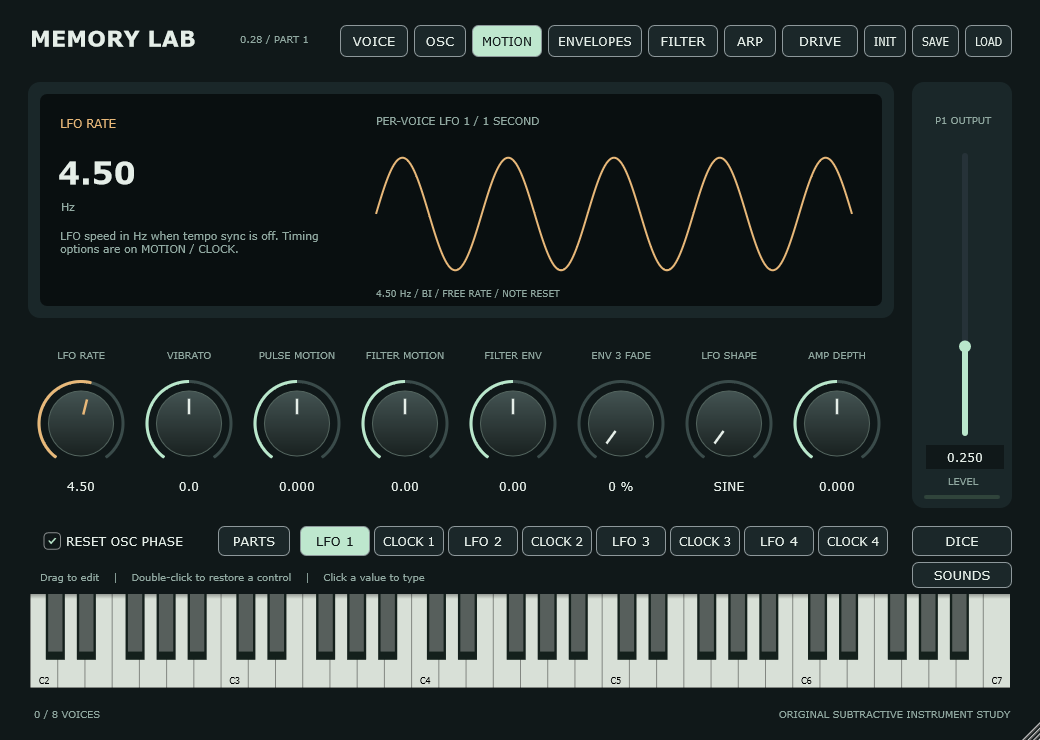 MEMORY LAB
0.28 / PART 1
VOICE OSC MOTION ENVELOPES FILTER ARP DRIVE INIT SAVE LOAD
LFO RATE
4.50
Hz
LFO speed in Hz when tempo sync is off. Timing
options are on MOTION / CLOCK.
PER-VOICE LFO 1 / 1 SECOND
4.50 Hz / BI / FREE RATE / NOTE RESET
P1 OUTPUT
0.250
LEVEL
LFO RATE VIBRATO PULSE MOTION FILTER MOTION FILTER ENV ENV 3 FADE LFO SHAPE AMP DEPTH
4.50 0.0 0.000 0.00 0.00 0 % SINE 0.000
RESET OSC PHASE PARTS LFO 1 CLOCK 1 LFO 2 CLOCK 2 LFO 3 CLOCK 3 LFO 4 CLOCK 4 DICE
Drag to edit | Double-click to restore a control | Click a value to type SOUNDS
C2 C3 C4 C5 C6 C7
0 / 8 VOICES ORIGINAL SUBTRACTIVE INSTRUMENT STUDY